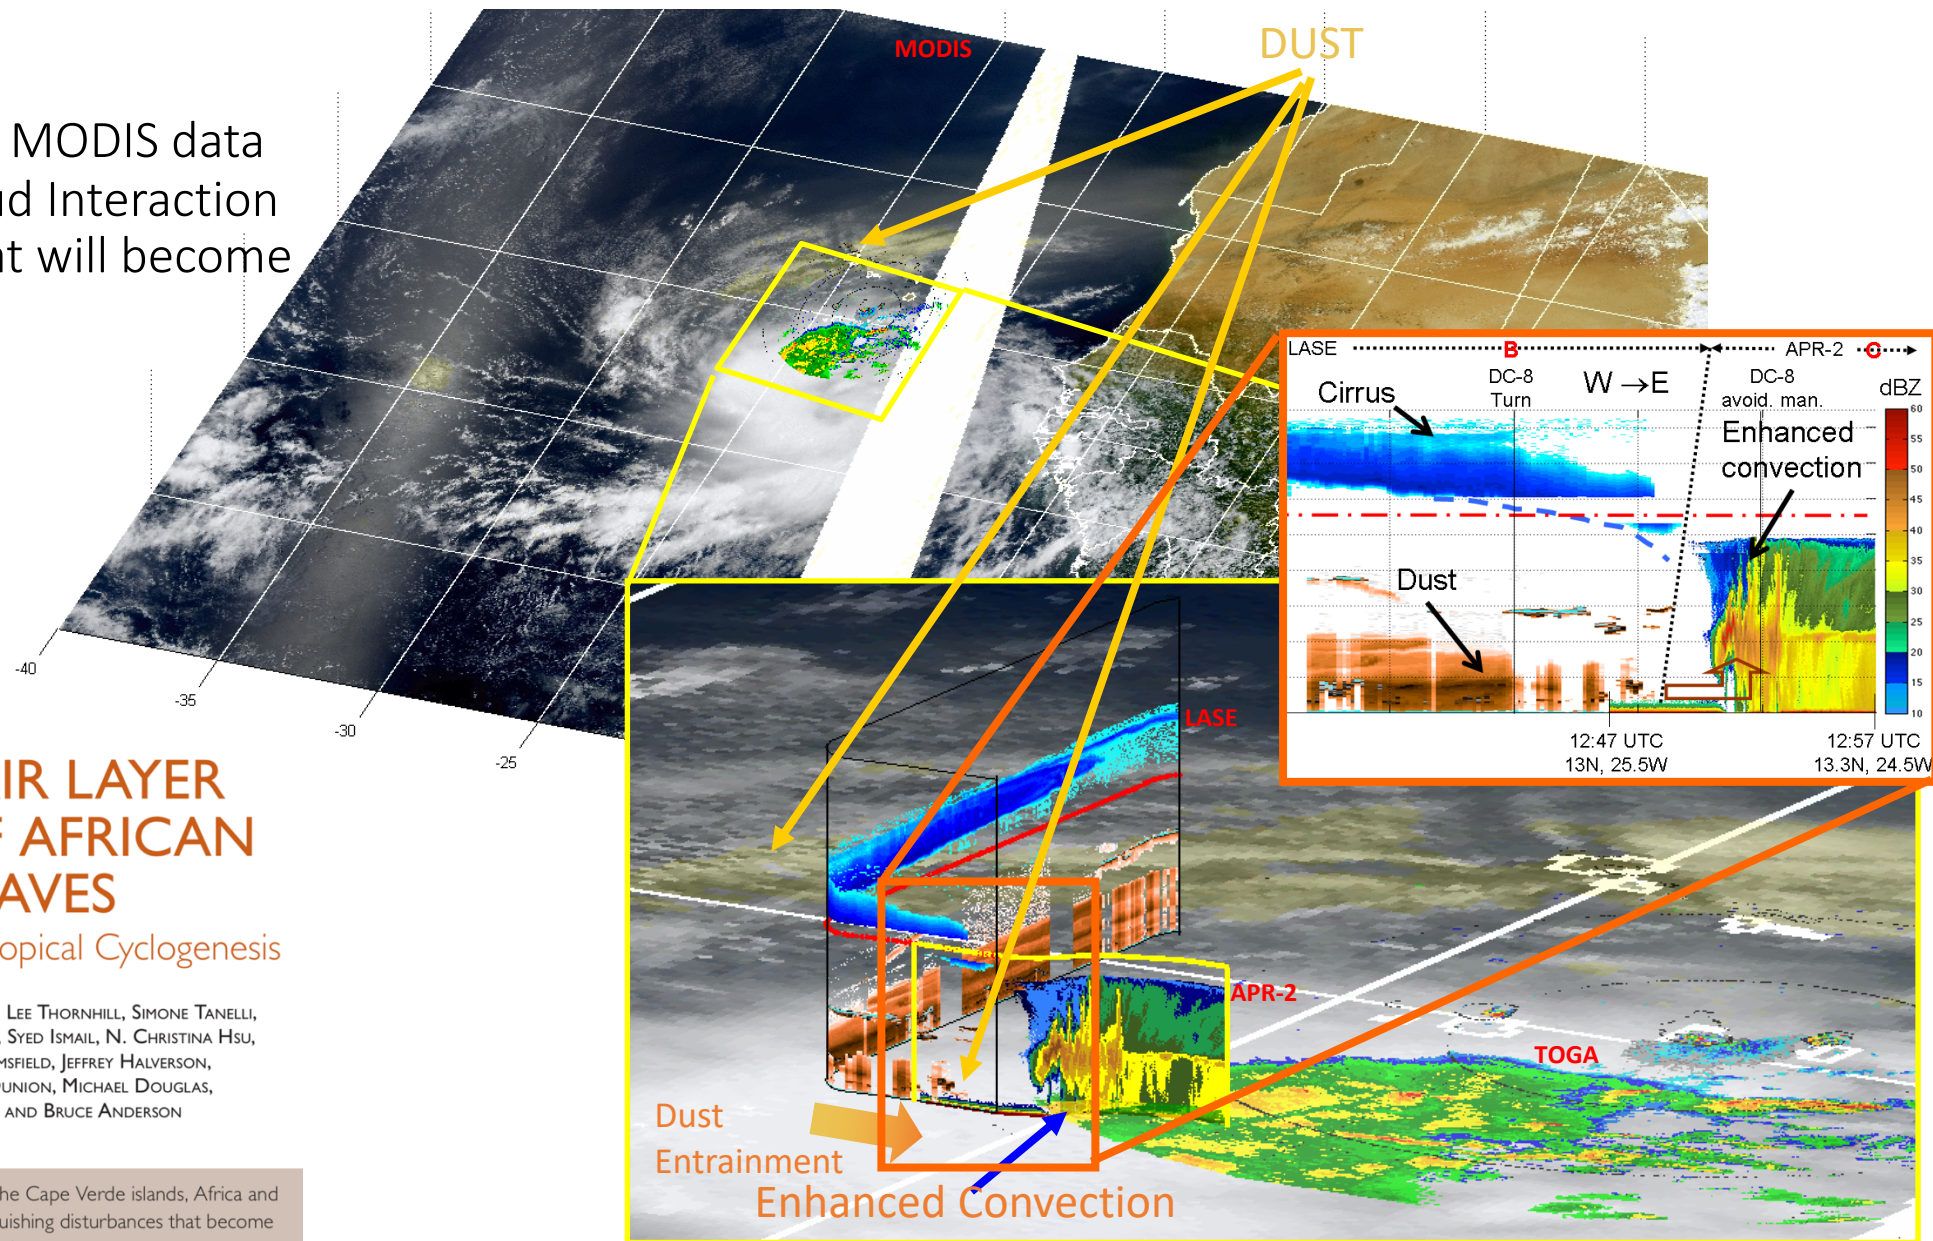 MODIS data
ud Interaction
nt will become
MODIS
DUST
-40
-35
-30
-25
LASE
B
APR-2
C
DC-8
Turn
W →E
DC-8
avoid. man.
dBZ
Cirrus
Enhanced
convection
Dust
60
55
50
45
40
35
30
25
20
15
10
12:47 UTC
13N, 25.5W
12:57 UTC
13.3N, 24.5W
LASE
APR-2
TOGA
Dust
Entrainment
Enhanced Convection
IR LAYER
F AFRICAN
AVES
opical Cyclogenesis
LEE THORNHILL, SIMONE TANELLI,
, SYED ISMAIL, N. CHRISTINA HSU,
MSFIELD, JEFFREY HALVERSON,
UNION, MICHAEL DOUGLAS,
AND BRUCE ANDERSON
he Cape Verde islands, Africa and
uishing disturbances that become